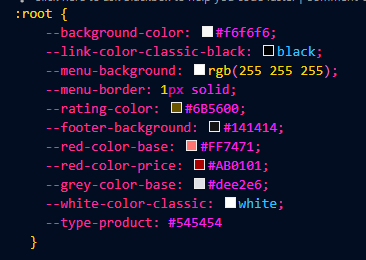 :root {
--background-color: #f6f6f6;
--link-color-classic-black: black;
--menu-background: rgb(255 255 255);
--menu-border: 1px solid;
--rating-color: #6B5600;
--footer-background: #141414;
--red-color-base: #FF7471;
--red-color-price: #AB0101;
--grey-color-base: #dee2e6;
--white-color-classic: white;
--type-product: #545454
}